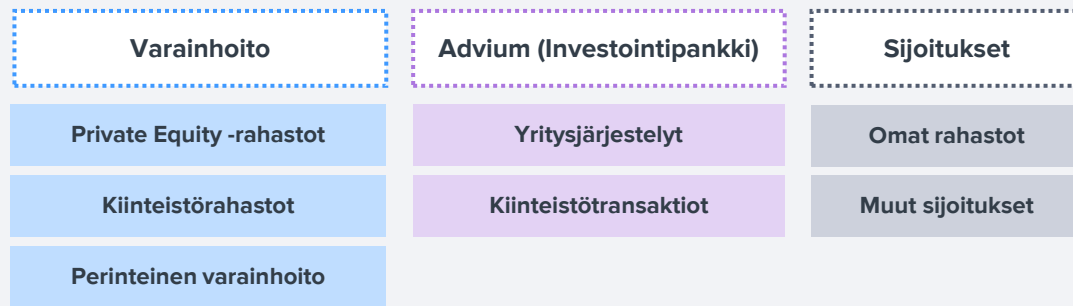 Varainhoito
Private Equity -rahastot
Kiinteistörahastot
Perinteinen varainhoito
Advium (Investointipankki)
Yritysjärjestelyt
Kiinteistötransaktiot
Sijoitukset
Omat rahastot
Muut sijoitukset